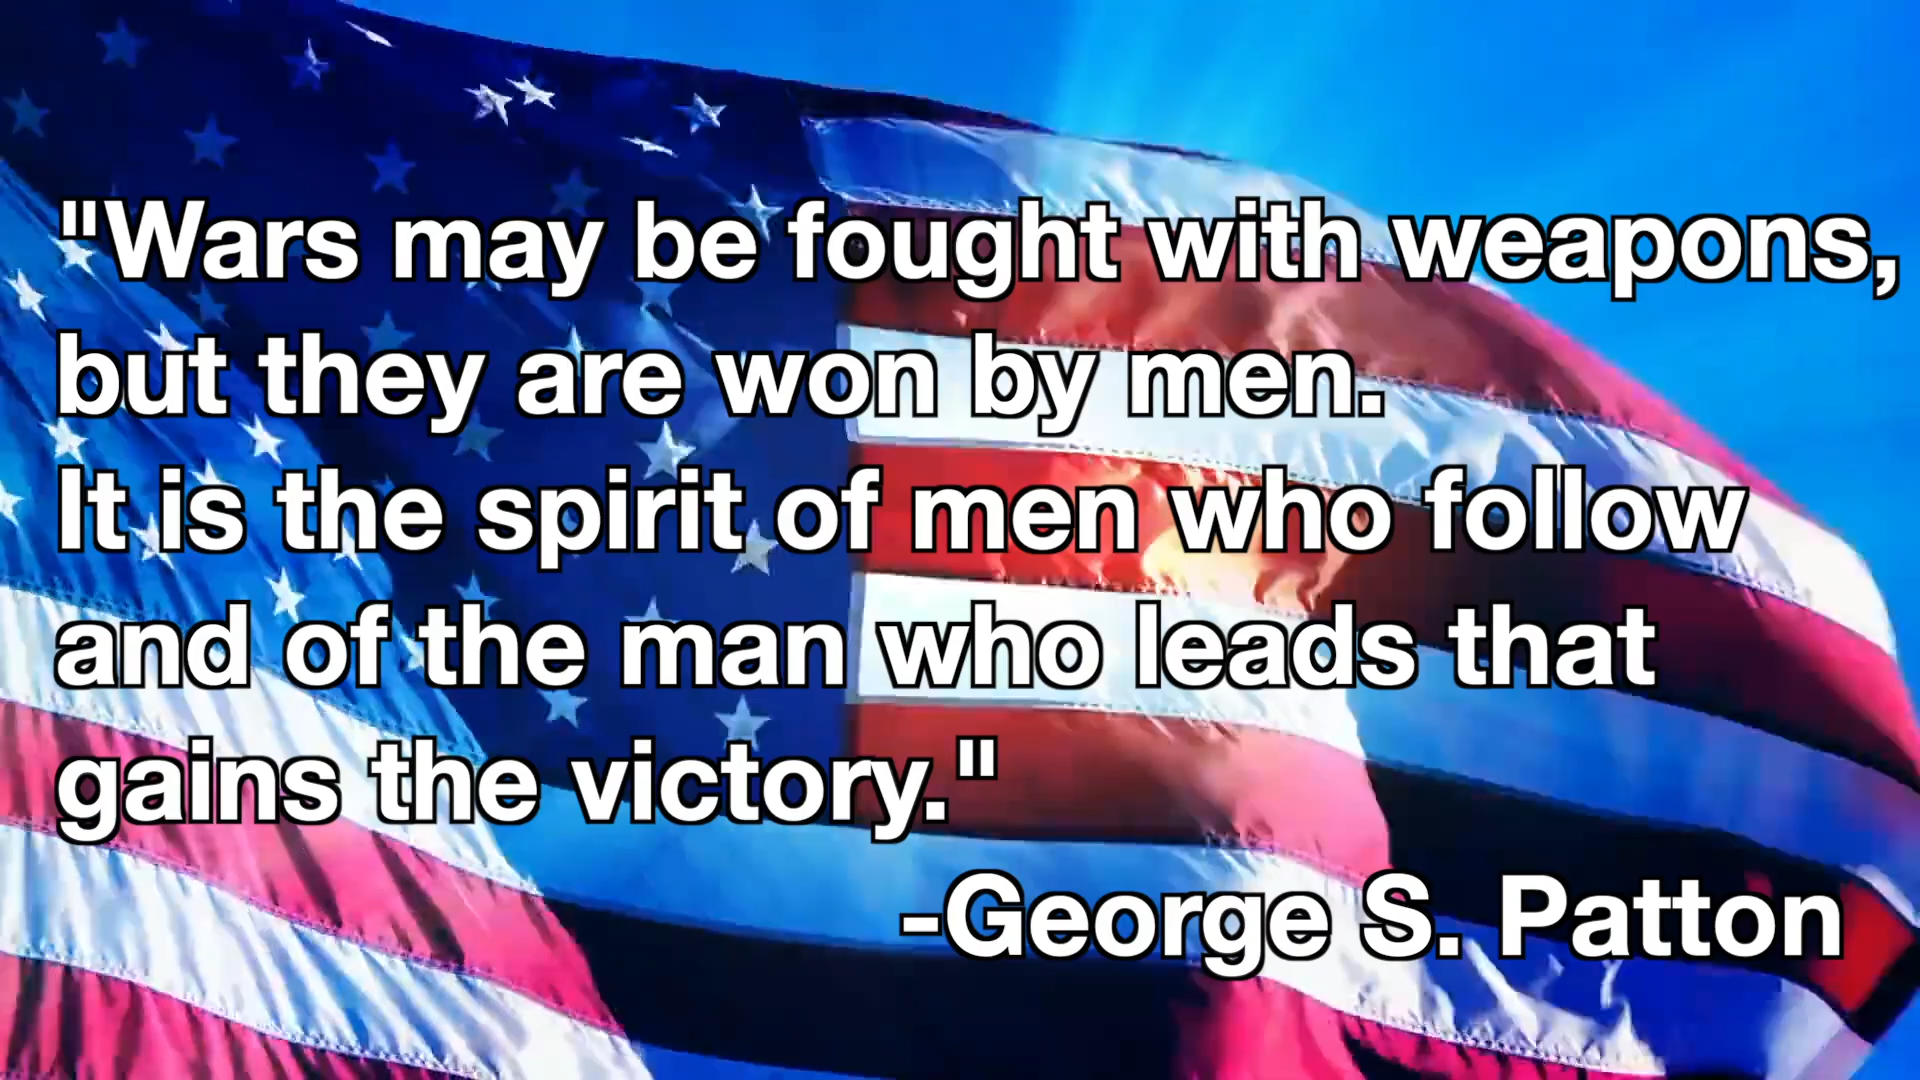 "Wars may be fought with weapons,
but they are won by men.
It is the spirit of men who follow
and of the man who leads that
gains the victory."
-George S. Patton